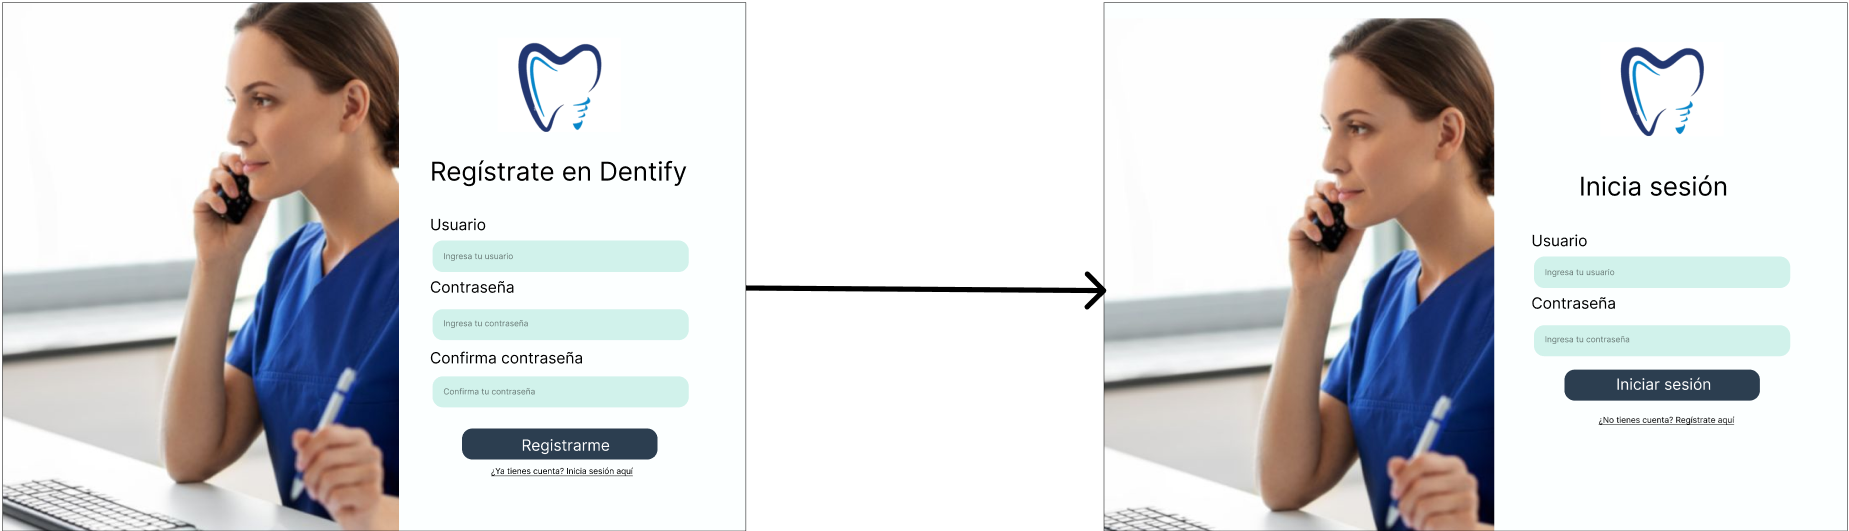 Regístrate en Dentify
Usuario
Ingresa tu usuario
Contraseña
Ingresa tu contraseña
Confirma contraseña
Confirma tu contraseña
Registrarme
¿Ya tienes cuenta? Inicia sesión aquí
Inicia sesión
Usuario
Ingresa tu usuario
Contraseña
Ingresa tu contraseña
Iniciar sesión
¿No tienes cuenta? Regístrate aquí